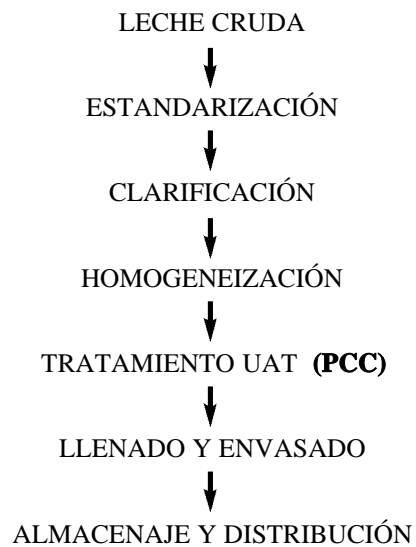 LECHE CRUDA
ESTANDARIZACIÓN
CLARIFICACIÓN
HOMOGENEIZACIÓN
TRATAMIENTO UAT (PCC)
LLENADO Y ENVASADO
ALMACENAJE Y DISTRIBUCIÓN